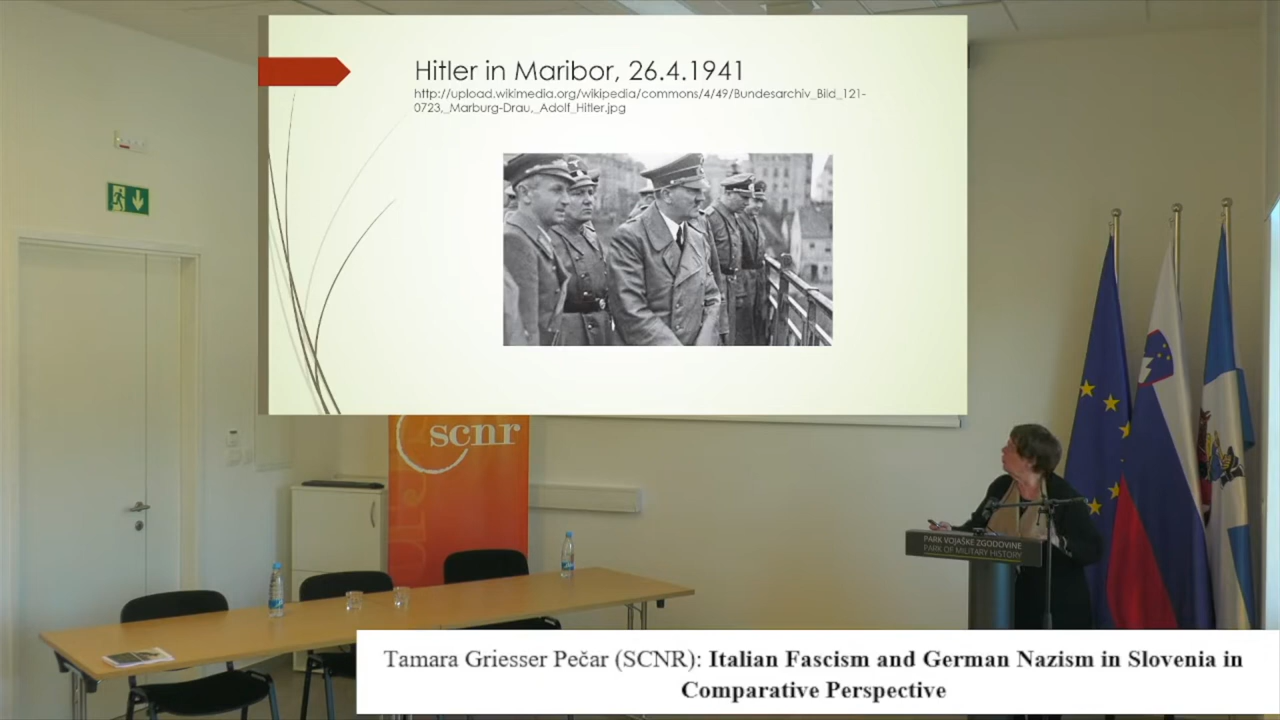 Hitler in Maribor, 26.4.1941
http://upload.wikimedia.org/wikipedia/commons/4/49/Bundesarchiv_Bild_121-
0723,_Marburg-Drau,_Adolf_Hitler.jpg
scnr
PARK VOJAŠKE ZGODOVINE
PARK OF MILITARY HISTORY
Tamara Griesser Pečar (SCNR): Italian Fascism and German Nazism in Slovenia in
Comparative Perspective